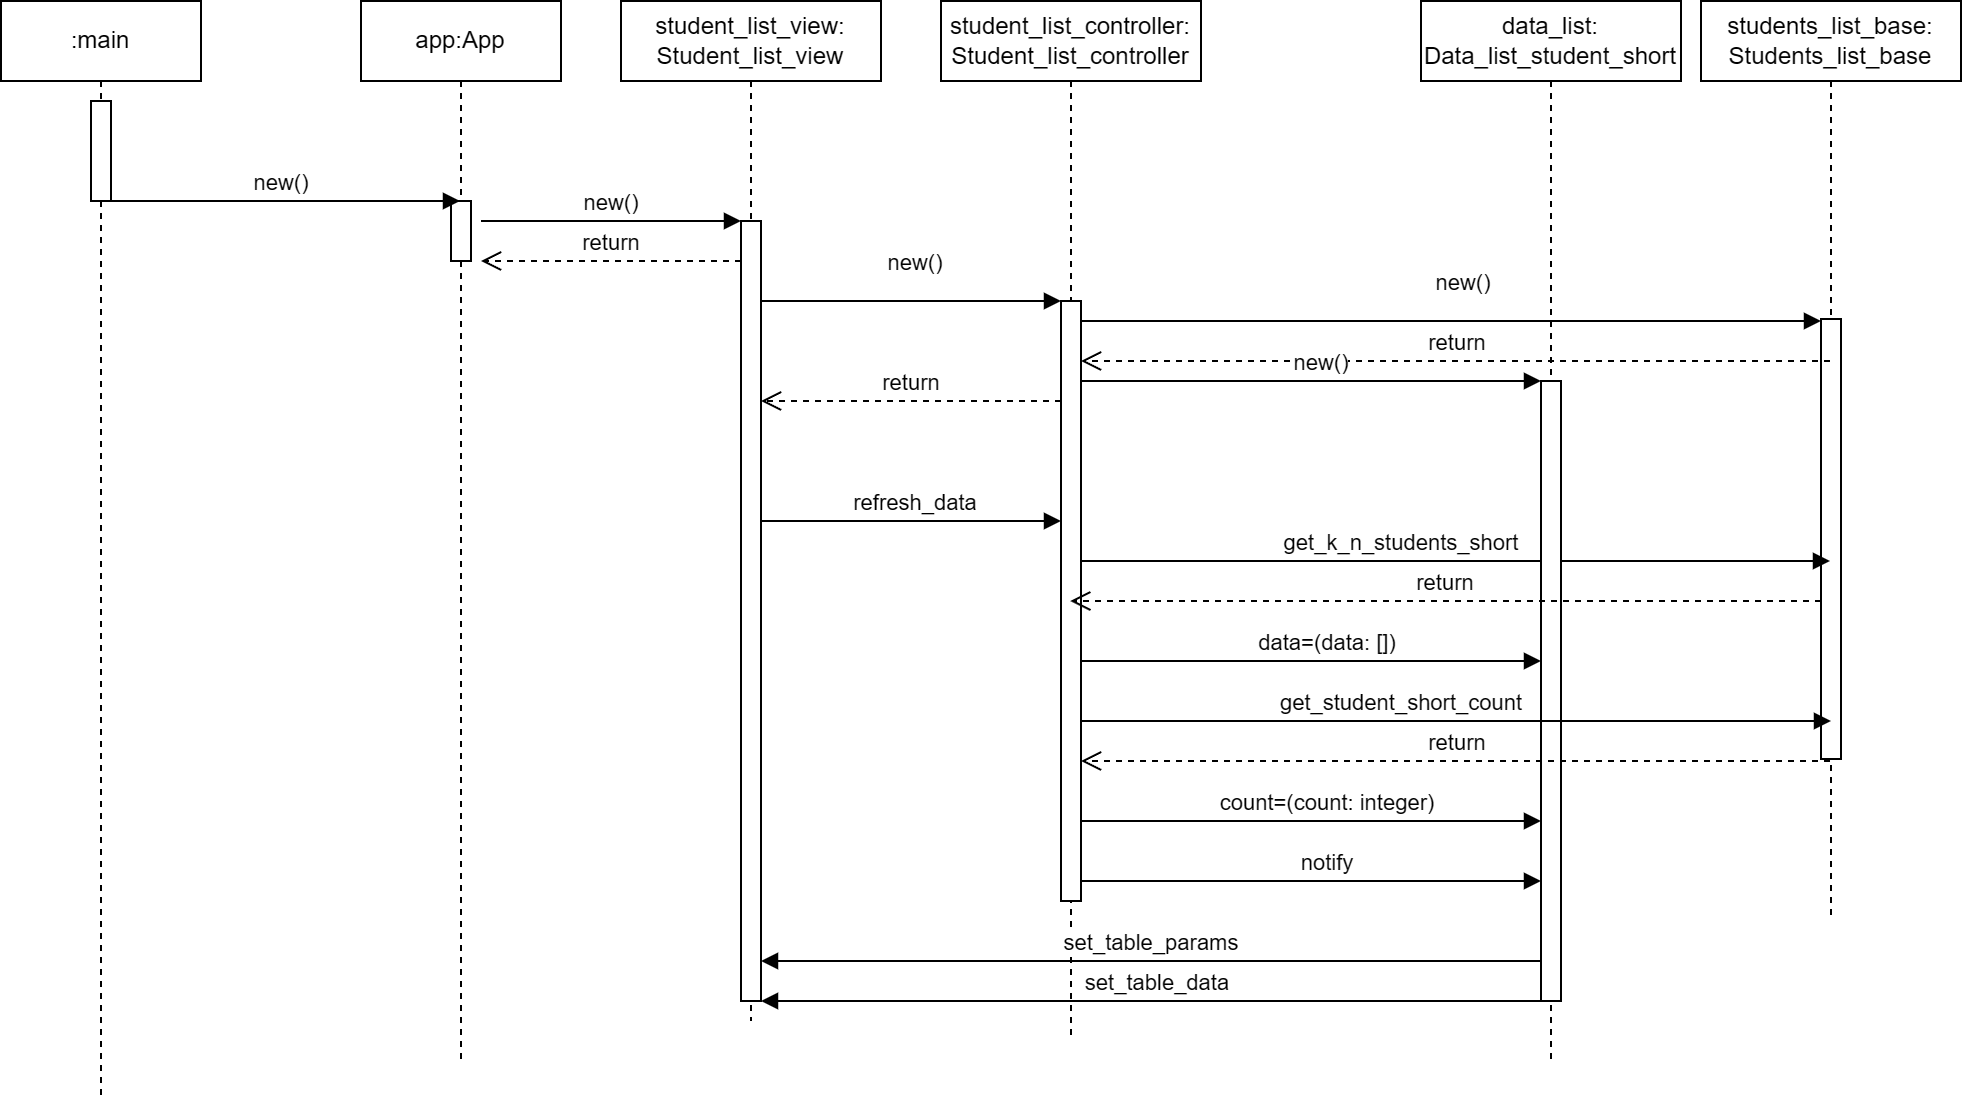 :main
app:App
student_list_view:
Student_list_view
student_list_controller:
Student_list_controller
data_list:
Data_list_student_short
students_list_base:
Students_list_base
new()
new()
return
new()
new()
return
new()
return
refresh_data
get_k_n_students_short
return
data=(data: [])
get_student_short_count
return
count=(count: integer)
notify
set_table_params
set_table_data